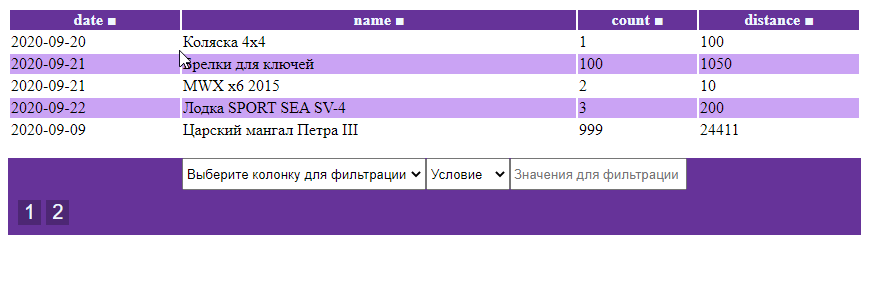 date ■ name ■ count ■ distance ■
2020-09-20 Коляска 4x4 1 100
2020-09-21 Брелки для ключей 100 1050
2020-09-21 MWX x6 2015 2 10
2020-09-22 Лодка SPORT SEA SV-4 3 200
2020-09-09 Царский мангал Петра III 999 24411
Выберите колонку для фильтрации Условие Значения для фильтрации
1 2